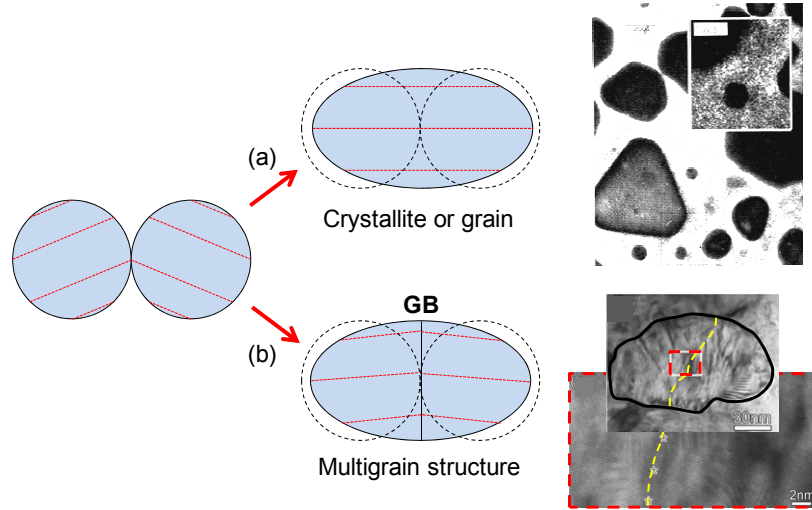 (a)
Crystallite or grain
GB
(b)
Multigrain structure
30nm
2nm